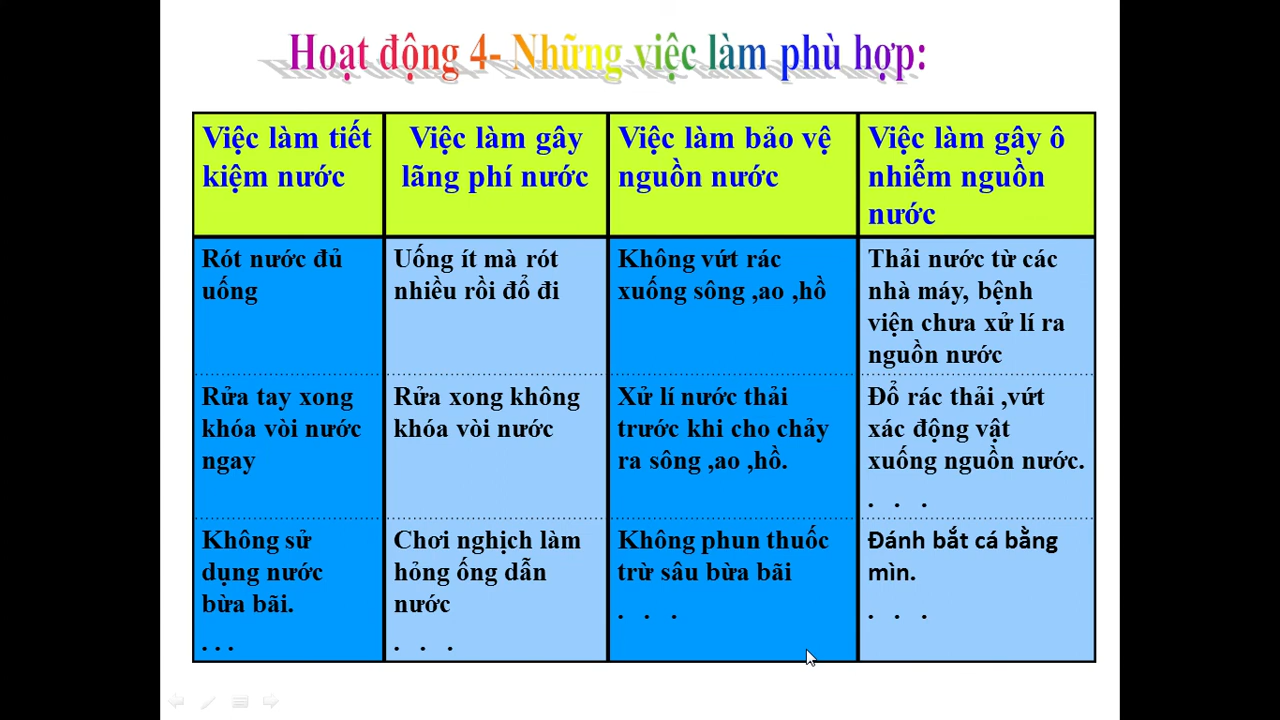 Hoạt động 4- Những việc làm phù hợp:
Việc làm tiết
kiệm nước
Việc làm gây
lãng phí nước
Việc làm bảo vệ
nguồn nước
Việc làm gây ô
nhiễm nguồn
nước
Rót nước đủ
uống
Uống ít mà rót
nhiều rồi đổ đi
Không vứt rác
xuống sông ,ao ,hồ
Thải nước từ các
nhà máy, bệnh
viện chưa xử lí ra
nguồn nước
Rửa tay xong
khóa vòi nước
ngay
Rửa xong không
khóa vòi nước
Xử lí nước thải
trước khi cho chảy
ra sông ,ao ,hồ.
Đổ rác thải ,vứt
xác động vật
xuống nguồn nước.
. . .
Không sử
dụng nước
bừa bãi.
. . .
Chơi nghịch làm
hỏng ống dẫn
nước
. . .
Không phun thuốc
trừ sâu bừa bãi
. . .
Đánh bắt cá bằng
mìn.
. . .